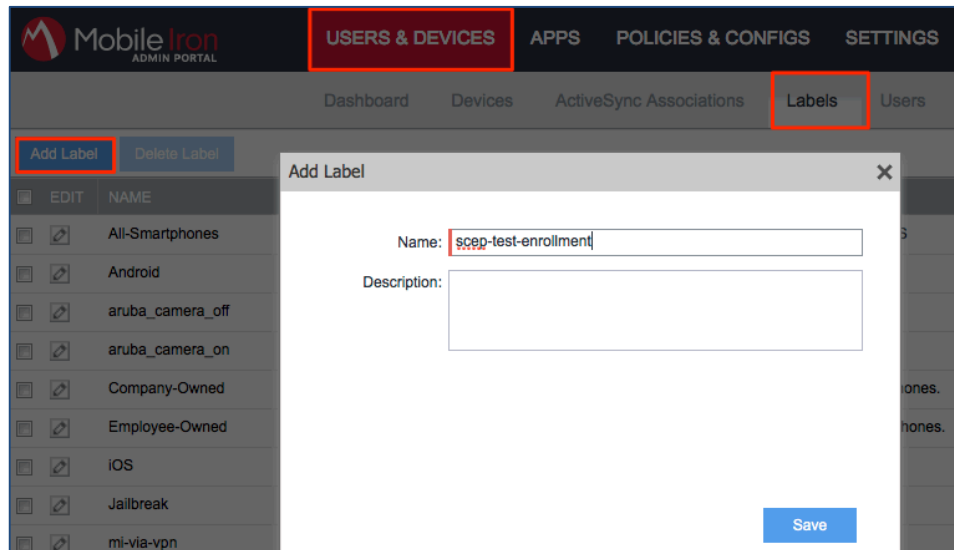 Mobile Iron
ADMIN PORTAL
USERS & DEVICES APPS POLICIES & CONFIGS SETTINGS
Dashboard Devices ActiveSync Associations Labels Users
Add Label Delete Label
Add Label
EDIT NAME
All-Smartphones
Name: scep-test-enrollment
Android
Description:
aruba_camera_off
aruba_camera_on
Company-Owned
Employee-Owned
iOS
Jailbreak
Save
mi-via-vpn